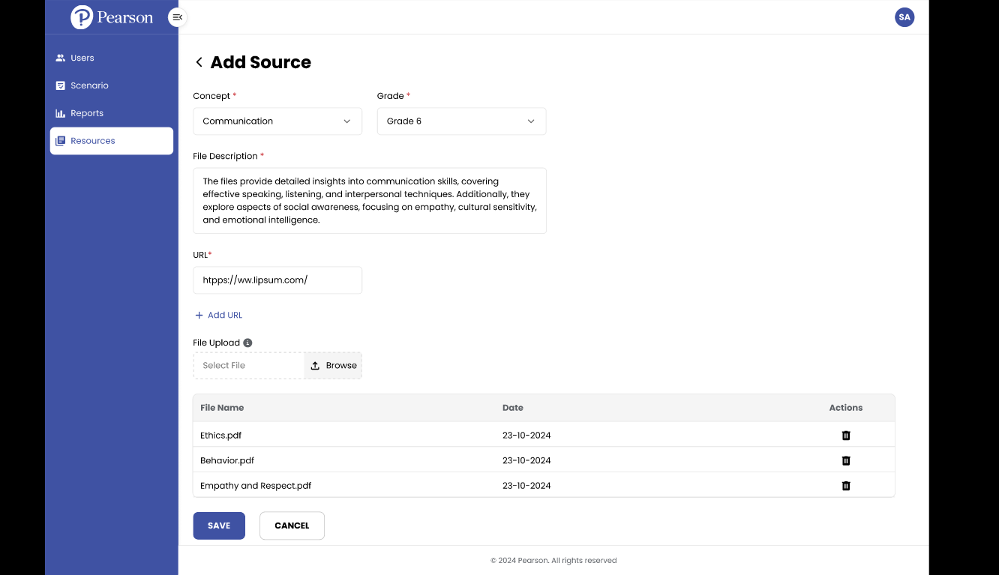 Pearson
SA
Users
Scenario
Reports
Resources
Add Source
Concept *
Grade *
Communication
Grade 6
File Description *
The files provide detailed insights into communication skills, covering
effective speaking, listening, and interpersonal techniques. Additionally, they
explore aspects of social awareness, focusing on empathy, cultural sensitivity,
and emotional intelligence.
URL*
htpps://ww.lipsum.com/
+ Add URL
File Upload
Select File
Browse
File Name Date Actions
Ethics.pdf 23-10-2024
Behavior.pdf 23-10-2024
Empathy and Respect.pdf 23-10-2024
SAVE
CANCEL
© 2024 Pearson. All rights reserved